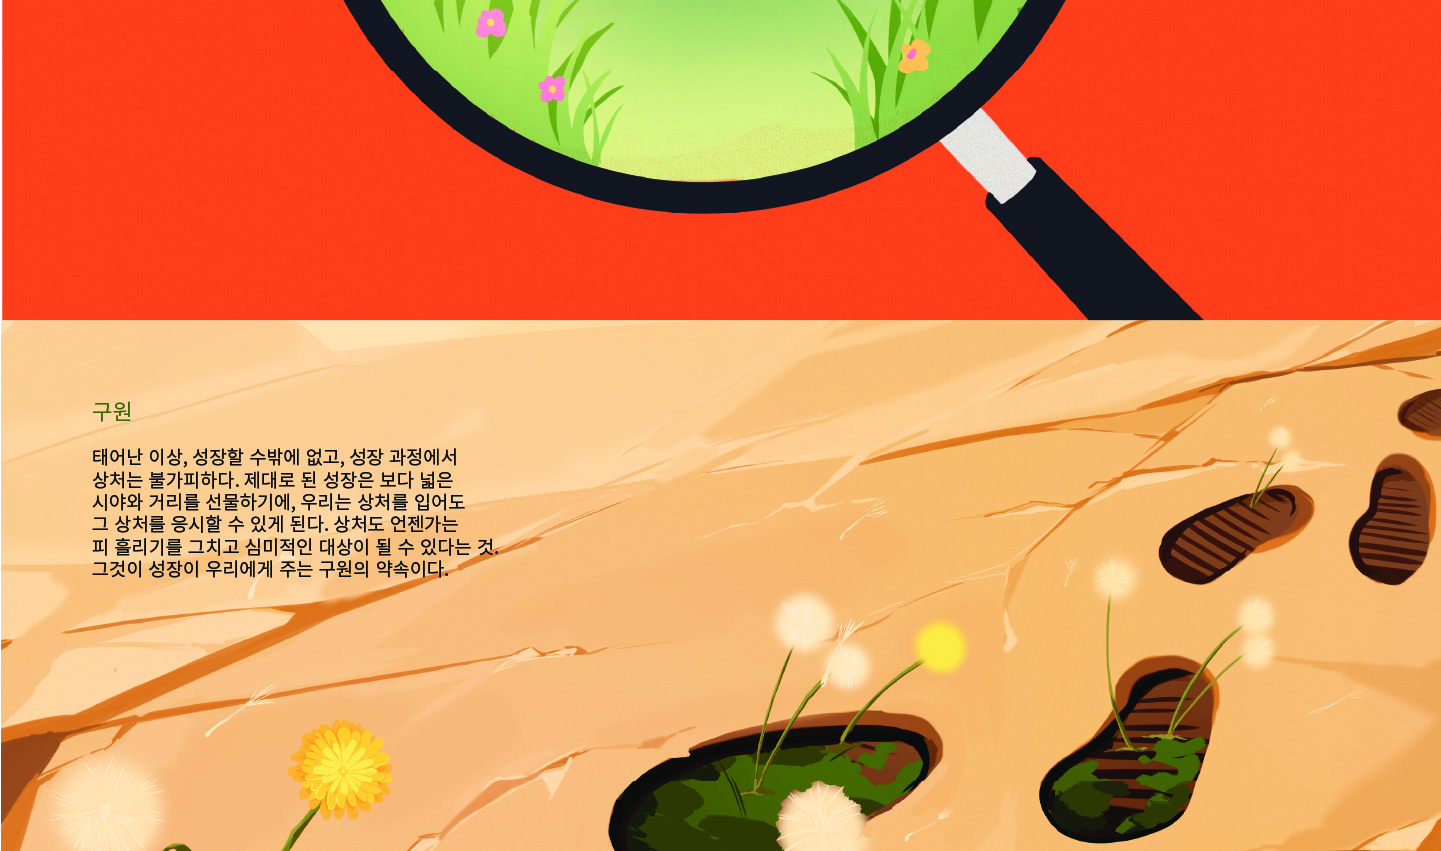 구원
태어난 이상, 성장할 수밖에 없고, 성장 과정에서
상처는 불가피하다. 제대로 된 성장은 보다 넓은
시야와 거리를 선물하기에, 우리는 상처를 입어도
그 상처를 응시할 수 있게 된다. 상처도 언젠가는
피 흘리기를 그치고 심미적인 대상이 될 수 있다는 것.
그것이 성장이 우리에게 주는 구원의 약속이다.